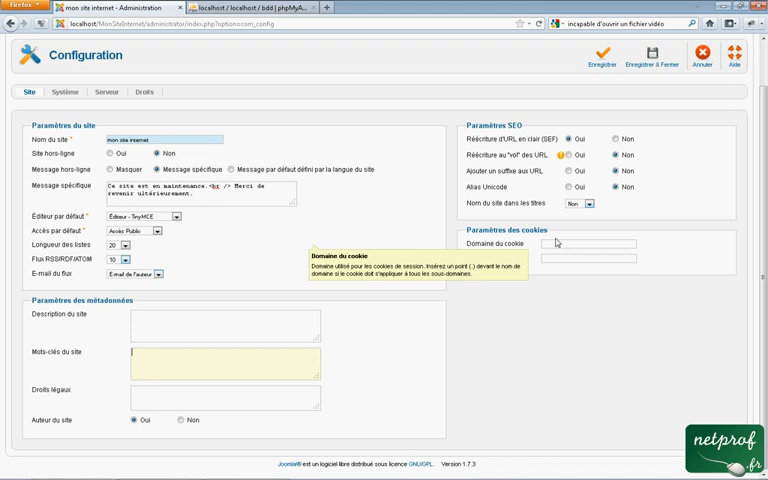 Firefox
mon site internet - Administration
localhost / localhost / bdd | phpMyA...
localhost/MonSiteInternet/administrator/index.php?option=com_config
incapable d'ouvrir un fichier vidéo
Configuration
Enregistrer
Enregistrer & Fermer
Annuler
Aide
Site
Système
Serveur
Droits
Paramètres du site
Nom du site *
mon site internet
Site hors-ligne
Oui
Non
Message hors-ligne
Masquer
Message spécifique
Message par défaut défini par la langue du site
Message spécifique
Ce site est en maintenance.<br /> Merci de
revenir ultérieurement.
Éditeur par défaut *
Éditeur - TinyMCE
Accès par défaut *
Accès Public
Longueur des listes
20
Flux RSS/RDF/ATOM
10
E-mail du flux
E-mail de l'auteur
Paramètres des métadonnées
Description du site
Mots-clés du site
Droits légaux
Auteur du site
Oui
Non
Paramètres SEO
Réécriture d'URL en clair (SEF)
Oui
Non
Réécriture au "vol" des URL
Oui
Non
Ajouter un suffixe aux URL
Oui
Non
Alias Unicode
Oui
Non
Nom du site dans les titres
Non
Paramètres des cookies
Domaine du cookie
Domaine du cookie
Domaine utilisé pour les cookies de session. Insérez un point (.) devant le nom de
domaine si le cookie doit s'appliquer à tous les sous-domaines.
Joomla!® est un logiciel libre distribué sous licence GNU/GPL. Version 1.7.3
netprof
.fr